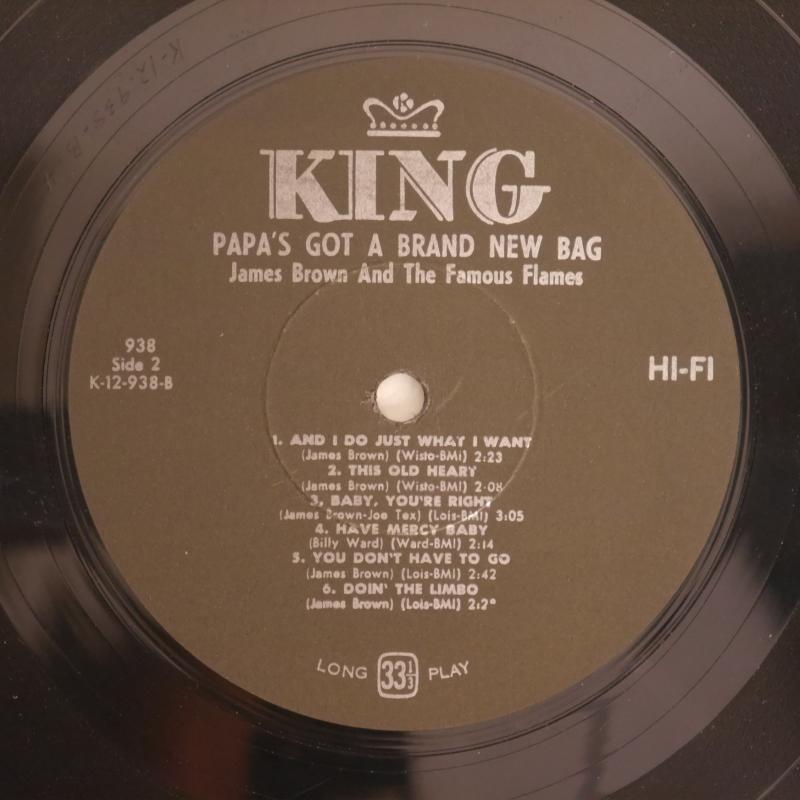 K
KING
PAPA'S GOT A BRAND NEW BAG
James Brown And The Famous Flames
938
Side 2
K-12-938-B
HI-FI
1. AND I DO JUST WHAT I WANT
(James Brown) (Wisto-BMI) 2:23
2. THIS OLD HEART
(James Brown) (Wisto-BMI) 2:08
3, BABY, YOU'RE RIGHT
(James Brown-Joe Tex) (Lois-BMI) 3:05
4. HAVE MERCY BABY
(Billy Ward) (Ward-BMI) 2:14
5. YOU DON'T HAVE TO GO
(James Brown) (Lois-BMI) 2:42
6. DOIN' THE LIMBO
(James Brown) (Lois-BMI)
LONG 33 1/3 PLAY
K-12-938-B